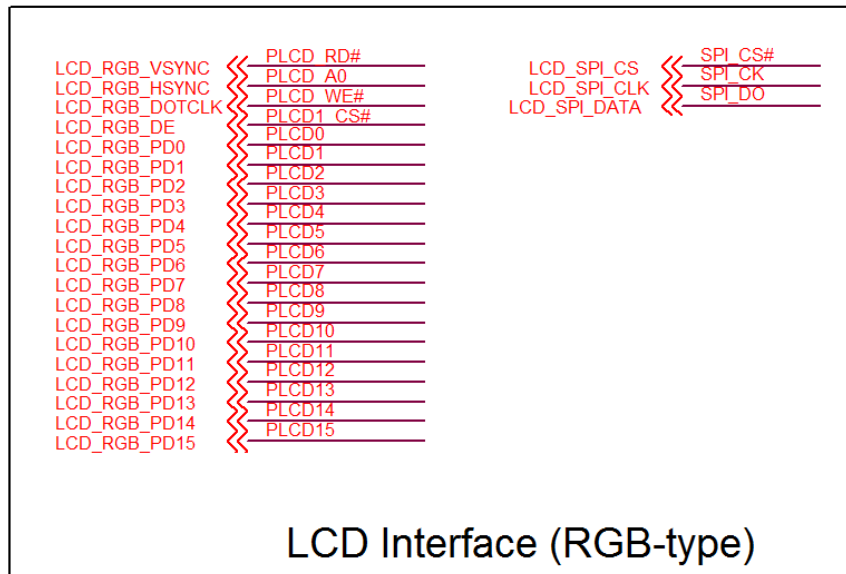 LCD_RGB_VSYNC PLCD_RD#
LCD_RGB_HSYNC PLCD_A0
LCD_RGB_DOTCLK PLCD_WE#
LCD_RGB_DE PLCD1_CS#
LCD_RGB_PD0 PLCD0
LCD_RGB_PD1 PLCD1
LCD_RGB_PD2 PLCD2
LCD_RGB_PD3 PLCD3
LCD_RGB_PD4 PLCD4
LCD_RGB_PD5 PLCD5
LCD_RGB_PD6 PLCD6
LCD_RGB_PD7 PLCD7
LCD_RGB_PD8 PLCD8
LCD_RGB_PD9 PLCD9
LCD_RGB_PD10 PLCD10
LCD_RGB_PD11 PLCD11
LCD_RGB_PD12 PLCD12
LCD_RGB_PD13 PLCD13
LCD_RGB_PD14 PLCD14
LCD_RGB_PD15 PLCD15
LCD_SPI_CS SPI_CS#
LCD_SPI_CLK SPI_CK
LCD_SPI_DATA SPI_DO
LCD Interface (RGB-type)